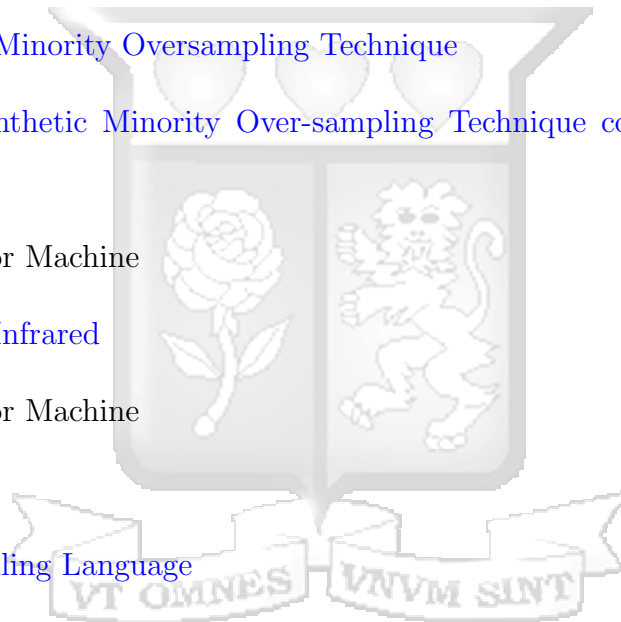 Minority Oversampling Technique
nthetic Minority Over-sampling Technique co
or Machine
Infrared
or Machine
ling Language
VT OMNES VNVM SINT